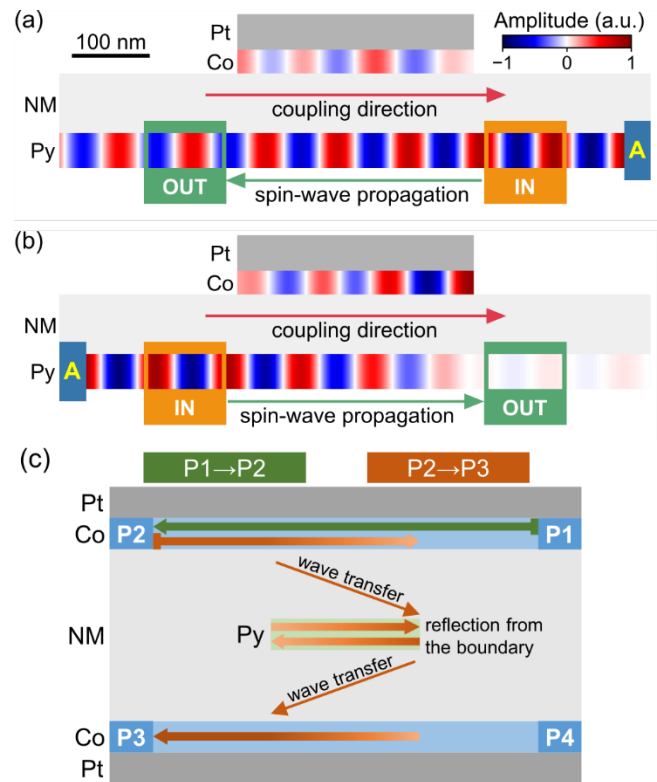 (a)
100 nm
Pt
Co
Amplitude (a.u.)
−1 0 1
NM
coupling direction
Py
A
OUT
spin-wave propagation
IN
(b)
Pt
Co
NM
coupling direction
Py
A
IN
spin-wave propagation
OUT
(c)
P1→P2
P2→P3
Pt
Co
P2
P1
wave transfer
NM
Py
reflection from
the boundary
wave transfer
Co
P3
P4
Pt